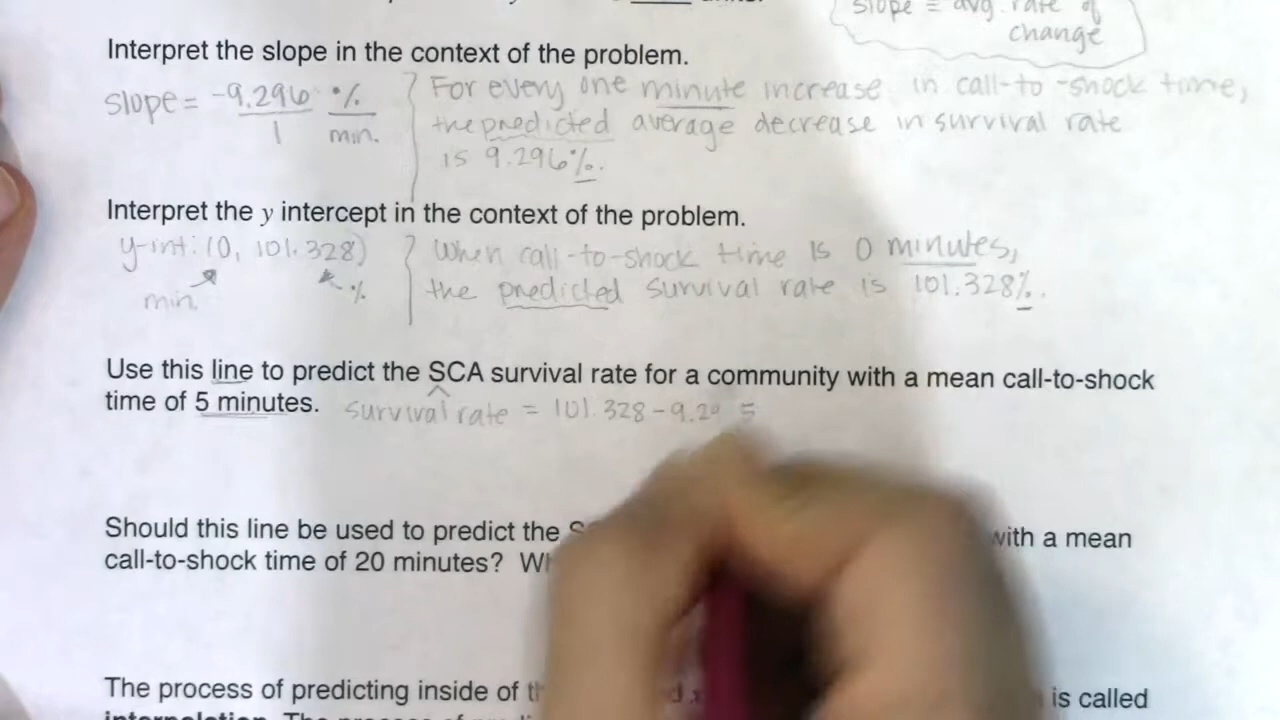 slope = avg. rate of
change
Interpret the slope in the context of the problem.
slope = -9.296 % / 1 min.
For every one minute increase in call-to-shock time,
the predicted average decrease in survival rate
is 9.296%.
Interpret the y intercept in the context of the problem.
y-int: (0, 101.328)
min %
When call-to-shock time is 0 minutes,
the predicted survival rate is 101.328%.
Use this line to predict the SCA survival rate for a community with a mean call-to-shock
time of 5 minutes. survival rate = 101.328 - 9.29 5
Should this line be used to predict the with a mean
call-to-shock time of 20 minutes?
The process of predicting inside of is called
interpolation. The process of